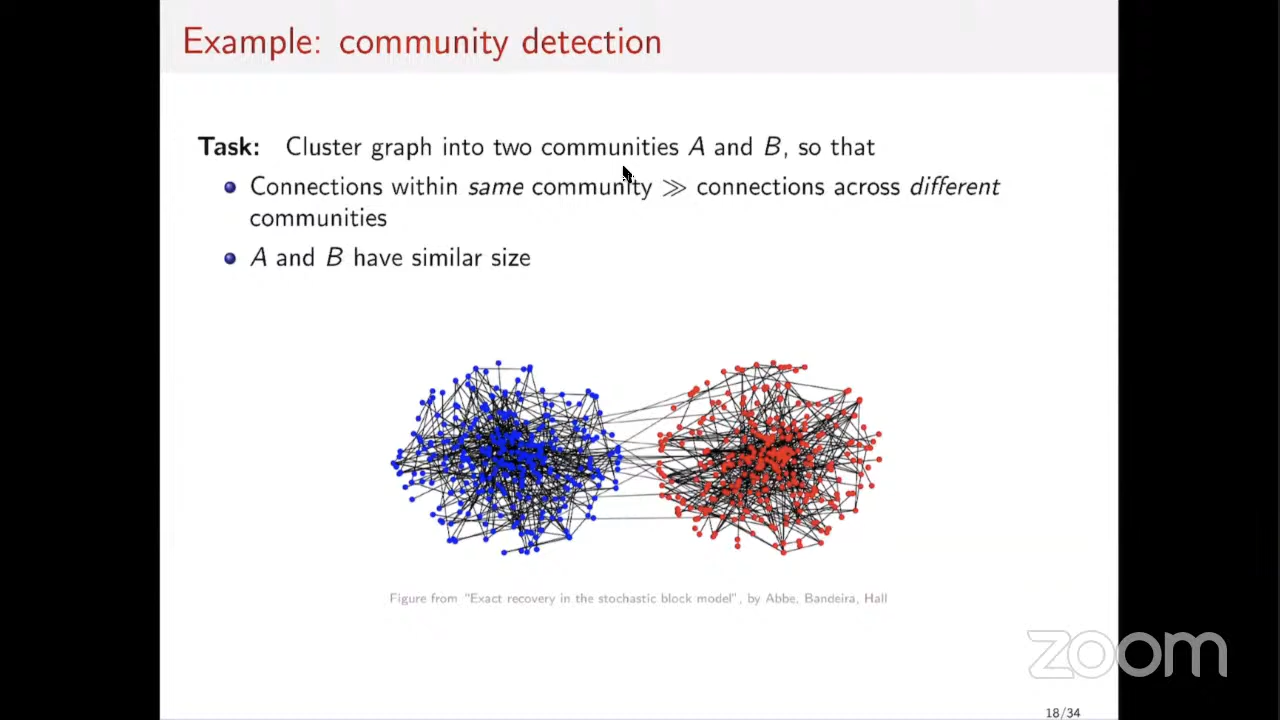 Example: community detection
Task: Cluster graph into two communities A and B, so that
Connections within same community ≫ connections across different
communities
A and B have similar size
Figure from "Exact recovery in the stochastic block model", by Abbe, Bandeira, Hall
zoom
18/34